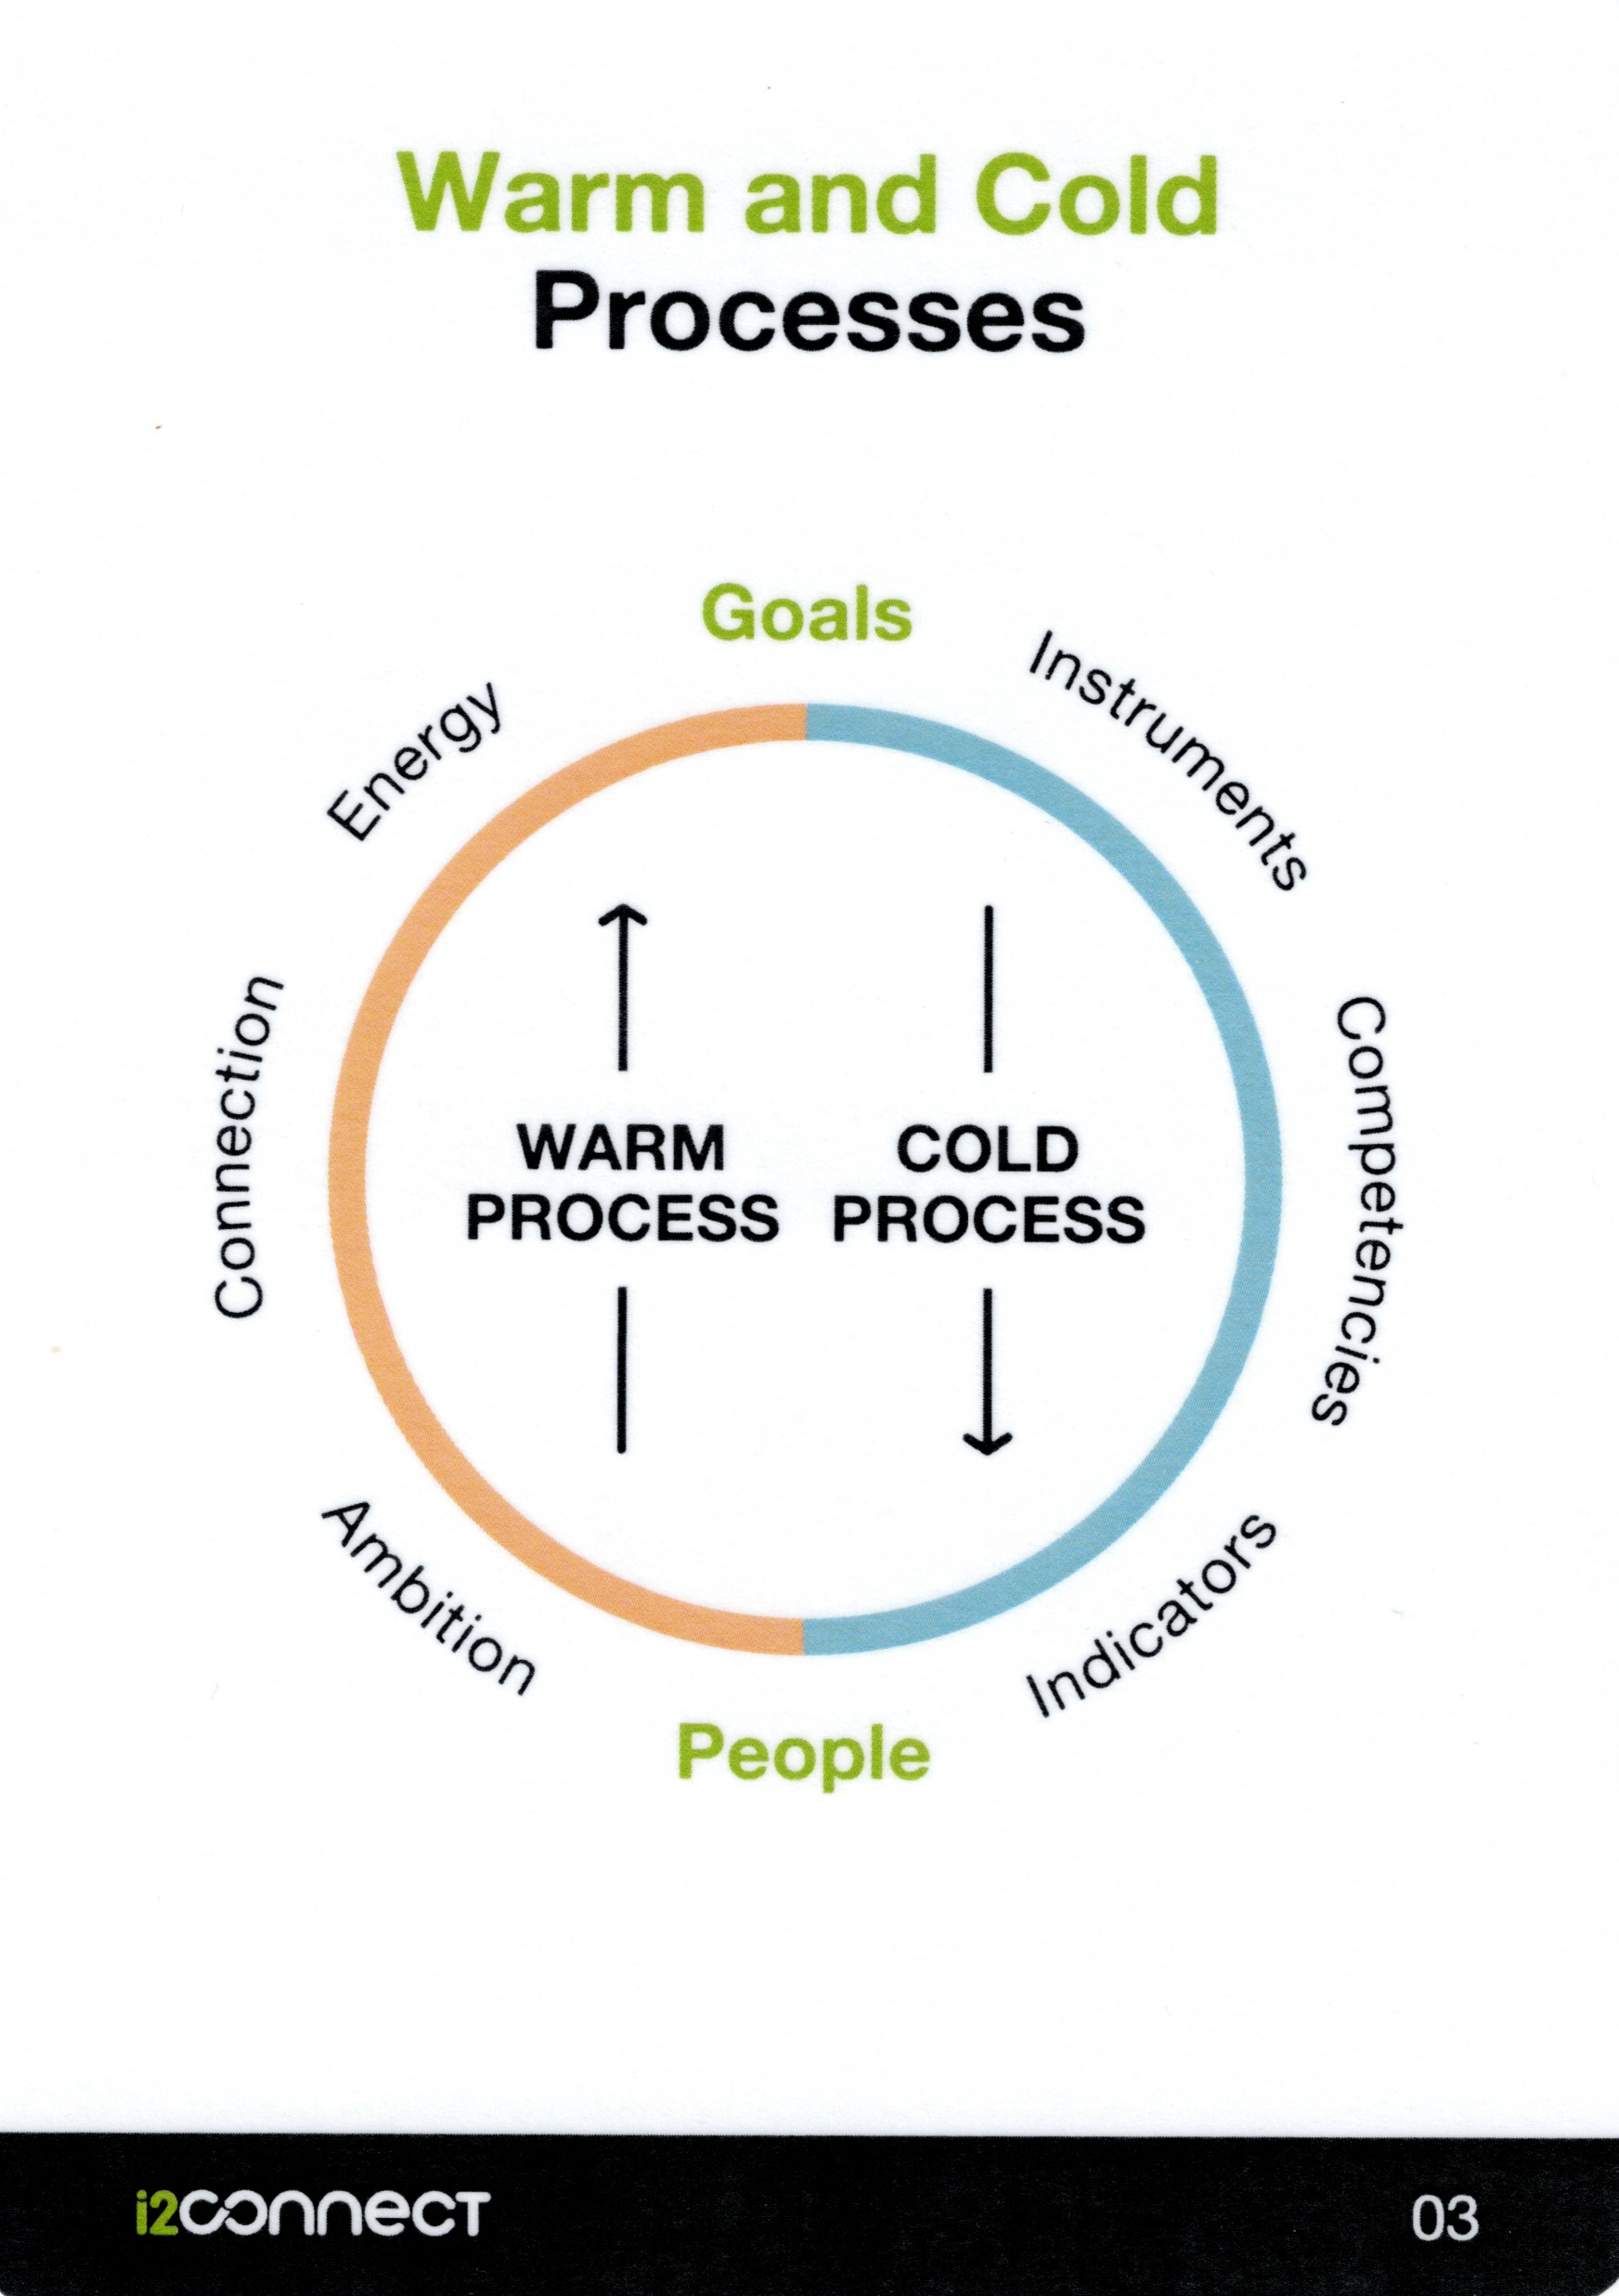 Warm and Cold
Processes
Goals
Energy
Instruments
Connection
Competencies
WARM
PROCESS
COLD
PROCESS
Ambition
Indicators
People
i2connect
03